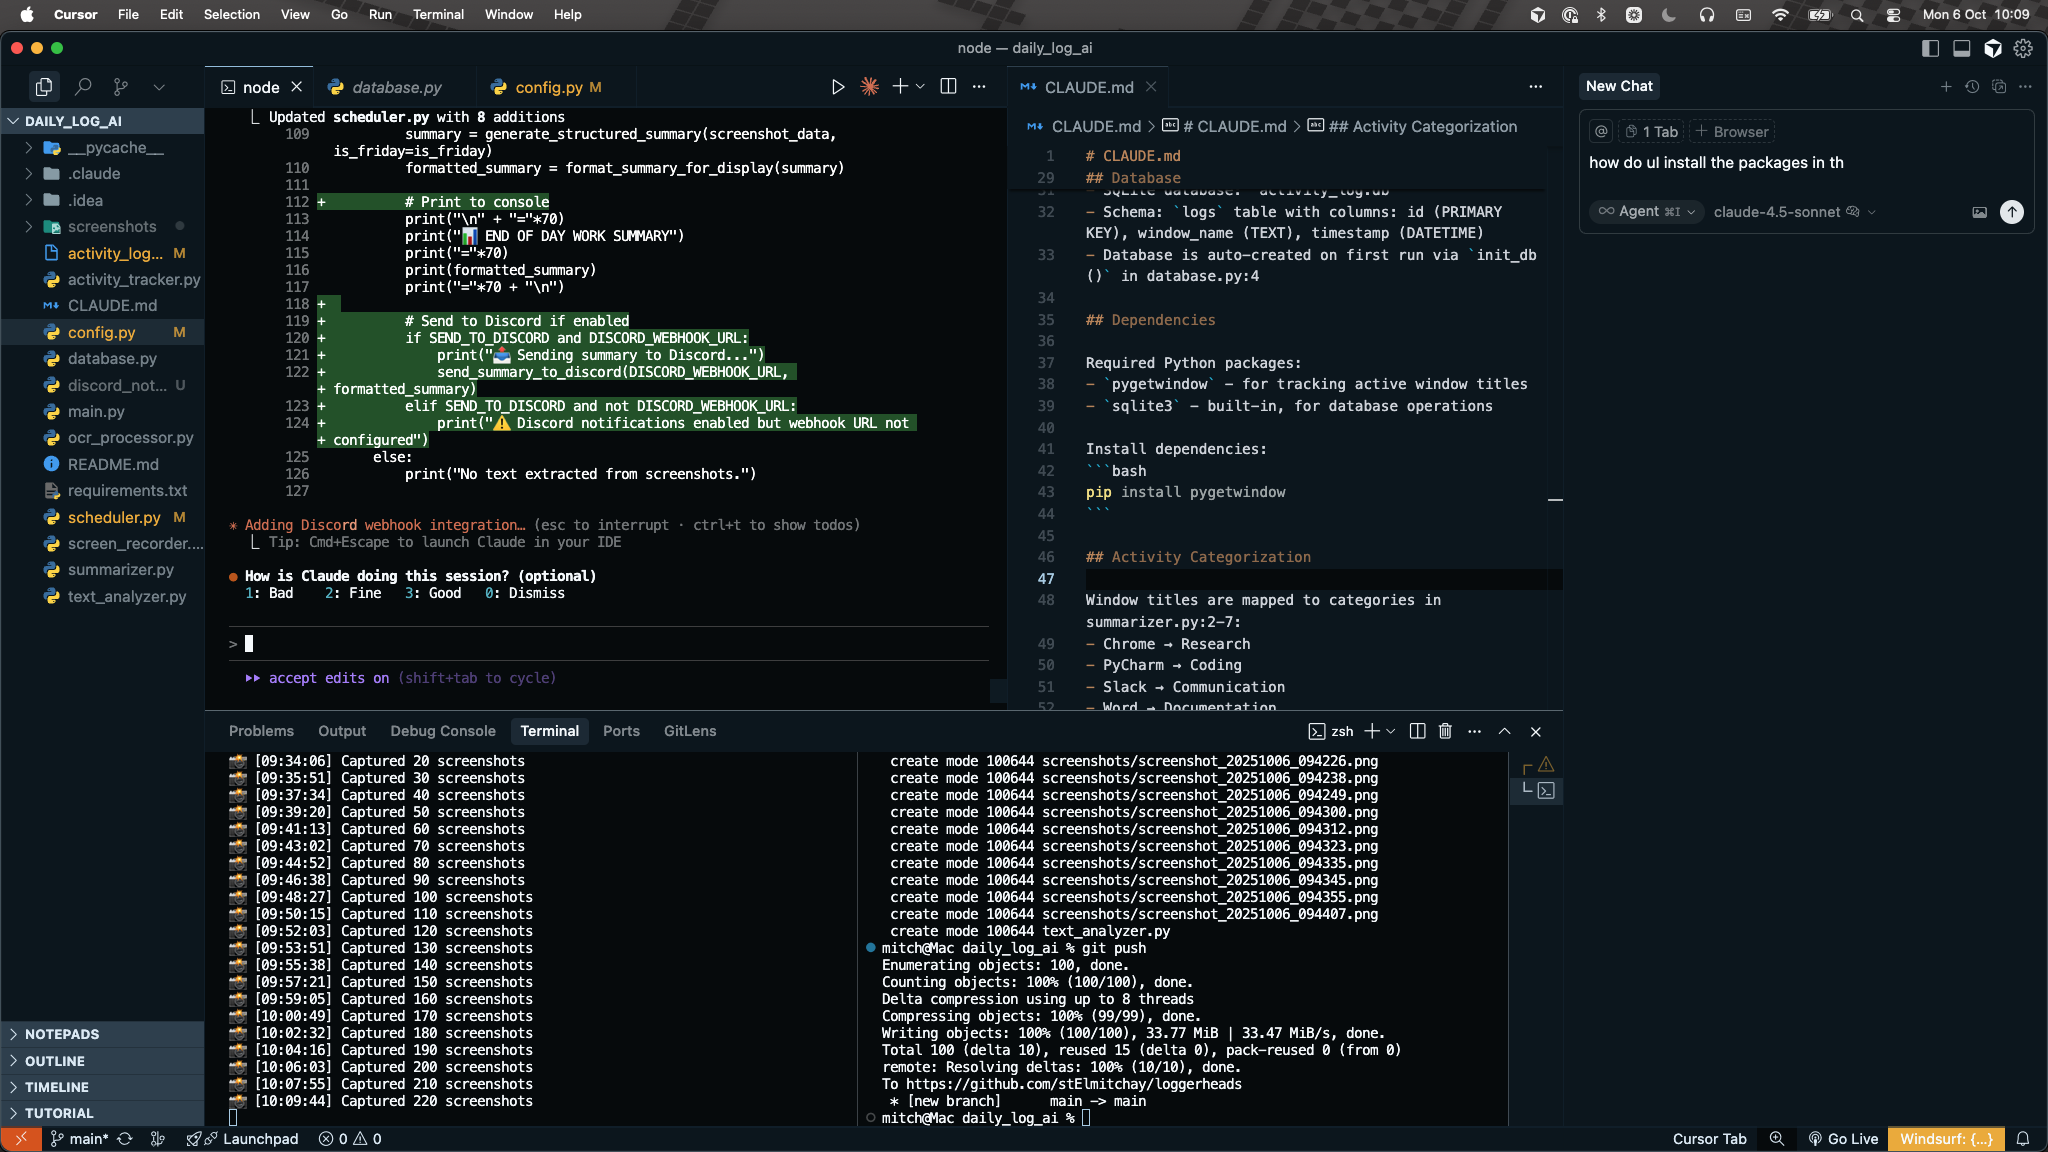 Cursor File Edit Selection View Go Run Terminal Window Help
Mon 6 Oct 10:09
node — daily_log_ai
DAILY_LOG_AI
__pycache__
.claude
.idea
screenshots
activity_log... M
activity_tracker.py
CLAUDE.md
config.py M
database.py
discord_not... U
main.py
ocr_processor.py
README.md
requirements.txt
scheduler.py M
screen_recorder....
summarizer.py
text_analyzer.py
NOTEPADS
OUTLINE
TIMELINE
TUTORIAL
node
database.py
config.py M
Updated scheduler.py with 8 additions
109 summary = generate_structured_summary(screenshot_data,
is_friday=is_friday)
110 formatted_summary = format_summary_for_display(summary)
111
112 + # Print to console
113 print("\n" + "="*70)
114 print("📊 END OF DAY WORK SUMMARY")
115 print("="*70)
116 print(formatted_summary)
117 print("="*70 + "\n")
118 +
119 + # Send to Discord if enabled
120 + if SEND_TO_DISCORD and DISCORD_WEBHOOK_URL:
121 + print("📤 Sending summary to Discord...")
122 + send_summary_to_discord(DISCORD_WEBHOOK_URL,
+ formatted_summary)
123 + elif SEND_TO_DISCORD and not DISCORD_WEBHOOK_URL:
124 + print("⚠️ Discord notifications enabled but webhook URL not
+ configured")
125 else:
126 print("No text extracted from screenshots.")
127
* Adding Discord webhook integration… (esc to interrupt · ctrl+t to show todos)
Tip: Cmd+Escape to launch Claude in your IDE
How is Claude doing this session? (optional)
1: Bad 2: Fine 3: Good 0: Dismiss
>
accept edits on (shift+tab to cycle)
CLAUDE.md
CLAUDE.md > # CLAUDE.md > ## Activity Categorization
1 # CLAUDE.md
29 ## Database
31 - SQLite database: `activity_log.db`
32 - Schema: `logs` table with columns: id (PRIMARY
KEY), window_name (TEXT), timestamp (DATETIME)
33 - Database is auto-created on first run via `init_db
()` in database.py:4
34
35 ## Dependencies
36
37 Required Python packages:
38 - `pygetwindow` - for tracking active window titles
39 - `sqlite3` - built-in, for database operations
40
41 Install dependencies:
42 ```bash
43 pip install pygetwindow
44 ```
45
46 ## Activity Categorization
47
48 Window titles are mapped to categories in
summarizer.py:2-7:
49 - Chrome → Research
50 - PyCharm → Coding
51 - Slack → Communication
52 - Word → Documentation
New Chat
@ 1 Tab + Browser
how do uI install the packages in th
Agent ⌘I claude-4.5-sonnet
Problems Output Debug Console Terminal Ports GitLens
zsh
[09:34:06] Captured 20 screenshots
[09:35:51] Captured 30 screenshots
[09:37:34] Captured 40 screenshots
[09:39:20] Captured 50 screenshots
[09:41:13] Captured 60 screenshots
[09:43:02] Captured 70 screenshots
[09:44:52] Captured 80 screenshots
[09:46:38] Captured 90 screenshots
[09:48:27] Captured 100 screenshots
[09:50:15] Captured 110 screenshots
[09:52:03] Captured 120 screenshots
[09:53:51] Captured 130 screenshots
[09:55:38] Captured 140 screenshots
[09:57:21] Captured 150 screenshots
[09:59:05] Captured 160 screenshots
[10:00:49] Captured 170 screenshots
[10:02:32] Captured 180 screenshots
[10:04:16] Captured 190 screenshots
[10:06:03] Captured 200 screenshots
[10:07:55] Captured 210 screenshots
[10:09:44] Captured 220 screenshots
create mode 100644 screenshots/screenshot_20251006_094226.png
create mode 100644 screenshots/screenshot_20251006_094238.png
create mode 100644 screenshots/screenshot_20251006_094249.png
create mode 100644 screenshots/screenshot_20251006_094300.png
create mode 100644 screenshots/screenshot_20251006_094312.png
create mode 100644 screenshots/screenshot_20251006_094323.png
create mode 100644 screenshots/screenshot_20251006_094335.png
create mode 100644 screenshots/screenshot_20251006_094345.png
create mode 100644 screenshots/screenshot_20251006_094355.png
create mode 100644 screenshots/screenshot_20251006_094407.png
create mode 100644 text_analyzer.py
mitch@Mac daily_log_ai % git push
Enumerating objects: 100, done.
Counting objects: 100% (100/100), done.
Delta compression using up to 8 threads
Compressing objects: 100% (99/99), done.
Writing objects: 100% (100/100), 33.77 MiB | 33.47 MiB/s, done.
Total 100 (delta 10), reused 15 (delta 0), pack-reused 0 (from 0)
remote: Resolving deltas: 100% (10/10), done.
To https://github.com/stElmitchay/loggerheads
* [new branch] main -> main
mitch@Mac daily_log_ai %
main* Launchpad 0 0
Cursor Tab Go Live Windsurf: {...}